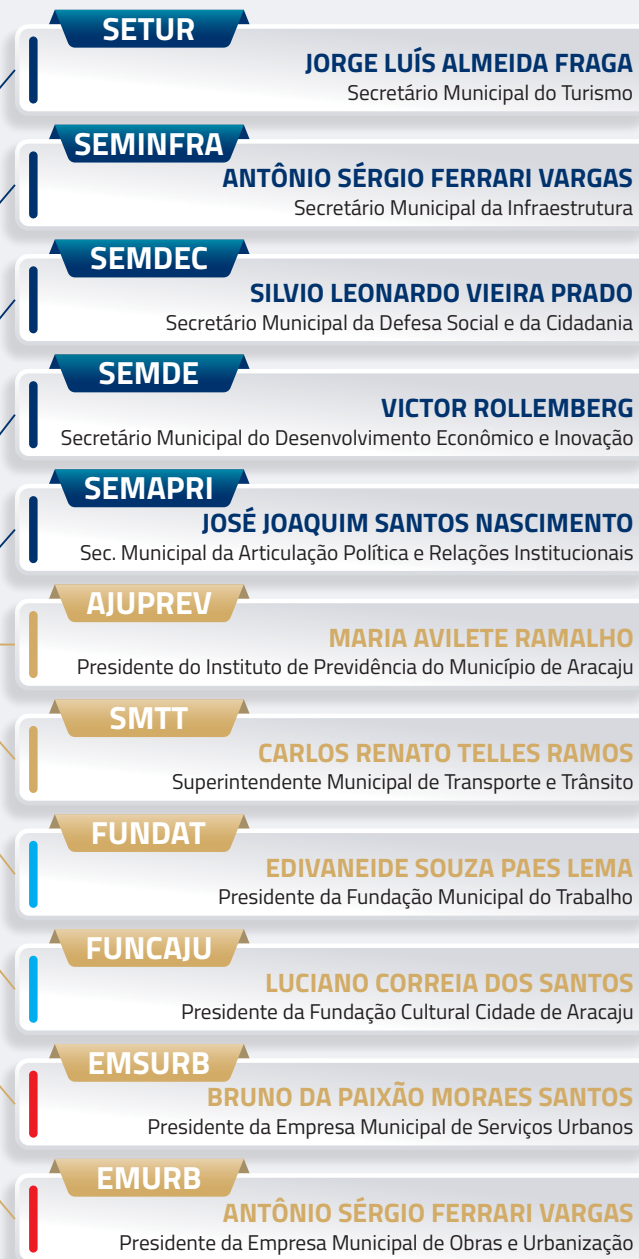 SETUR
JORGE LUÍS ALMEIDA FRAGA
Secretário Municipal do Turismo
SEMINFRA
ANTÔNIO SÉRGIO FERRARI VARGAS
Secretário Municipal da Infraestrutura
SEMDEC
SILVIO LEONARDO VIEIRA PRADO
Secretário Municipal da Defesa Social e da Cidadania
SEMDE
VICTOR ROLLEMBERG
Secretário Municipal do Desenvolvimento Econômico e Inovação
SEMAPRI
JOSÉ JOAQUIM SANTOS NASCIMENTO
Sec. Municipal da Articulação Política e Relações Institucionais
AJUPREV
MARIA AVILETE RAMALHO
Presidente do Instituto de Previdência do Município de Aracaju
SMTT
CARLOS RENATO TELLES RAMOS
Superintendente Municipal de Transporte e Trânsito
FUNDAT
EDIVANEIDE SOUZA PAES LEMA
Presidente da Fundação Municipal do Trabalho
FUNCAJU
LUCIANO CORREIA DOS SANTOS
Presidente da Fundação Cultural Cidade de Aracaju
EMSURB
BRUNO DA PAIXÃO MORAES SANTOS
Presidente da Empresa Municipal de Serviços Urbanos
EMURB
ANTÔNIO SÉRGIO FERRARI VARGAS
Presidente da Empresa Municipal de Obras e Urbanização